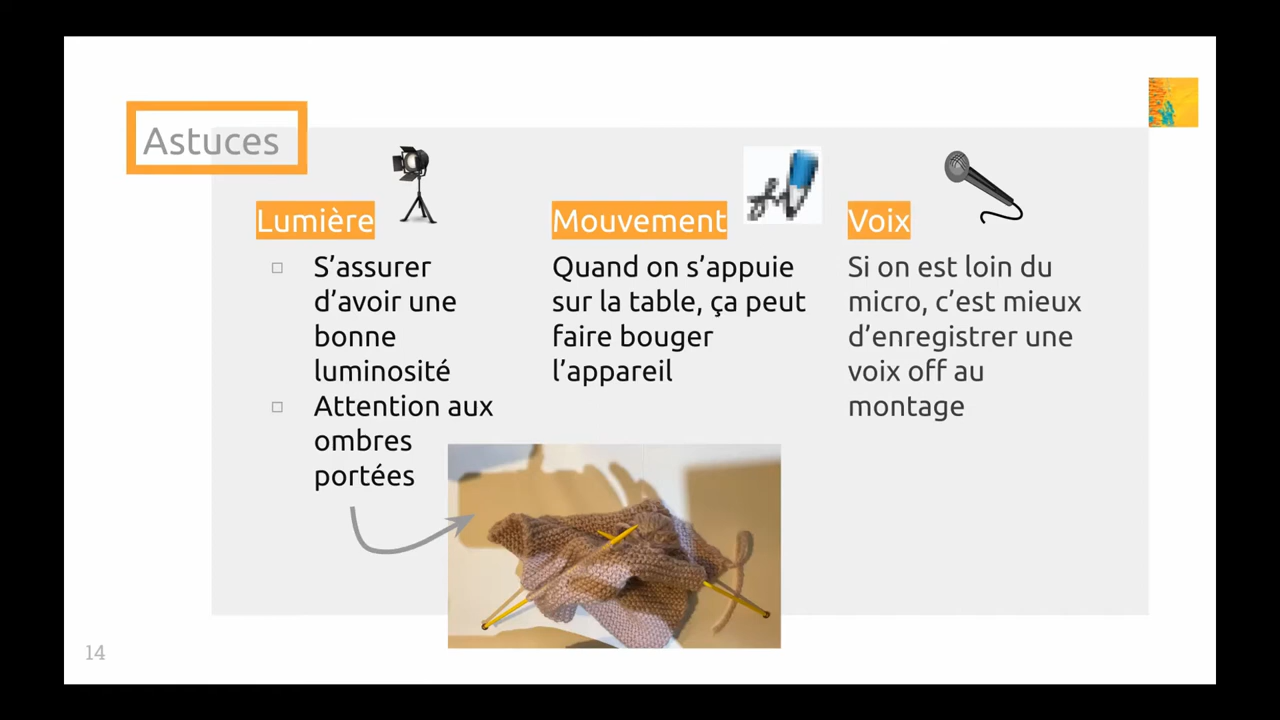 Astuces
Lumière
S’assurer
d’avoir une
bonne
luminosité
Attention aux
ombres
portées
Mouvement
Quand on s’appuie
sur la table, ça peut
faire bouger
l’appareil
Voix
Si on est loin du
micro, c’est mieux
d’enregistrer une
voix off au
montage
14